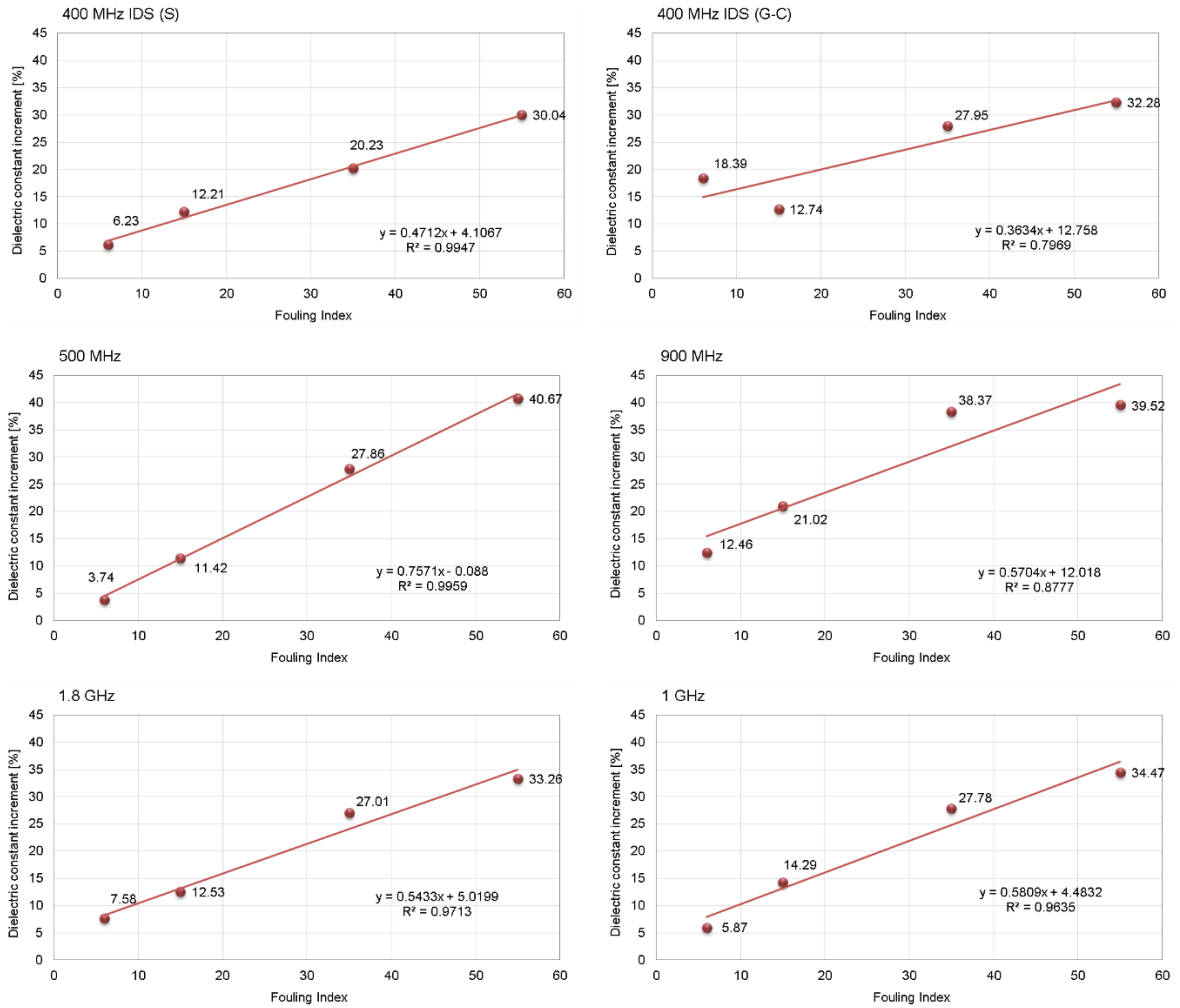 400 MHz IDS (S)
Dielectric constant increment [%]
45
40
35
30
25
20
15
10
5
0
6.23
12.21
20.23
30.04
y = 0.4712x + 4.1067
R² = 0.9947
0 10 20 30 40 50 60
Fouling Index
400 MHz IDS (G-C)
Dielectric constant increment [%]
45
40
35
30
25
20
15
10
5
0
18.39
12.74
27.95
32.28
y = 0.3634x + 12.758
R² = 0.7969
0 10 20 30 40 50 60
Fouling Index
500 MHz
Dielectric constant increment [%]
45
40
35
30
25
20
15
10
5
0
3.74
11.42
27.86
40.67
y = 0.7571x - 0.088
R² = 0.9959
0 10 20 30 40 50 60
Fouling Index
900 MHz
Dielectric constant increment [%]
45
40
35
30
25
20
15
10
5
0
12.46
21.02
38.37
39.52
y = 0.5704x + 12.018
R² = 0.8777
0 10 20 30 40 50 60
Fouling Index
1.8 GHz
Dielectric constant increment [%]
45
40
35
30
25
20
15
10
5
0
7.58
12.53
27.01
33.26
y = 0.5433x + 5.0199
R² = 0.9713
0 10 20 30 40 50 60
Fouling Index
1 GHz
Dielectric constant increment [%]
45
40
35
30
25
20
15
10
5
0
5.87
14.29
27.78
34.47
y = 0.5809x + 4.4832
R² = 0.9635
0 10 20 30 40 50 60
Fouling Index